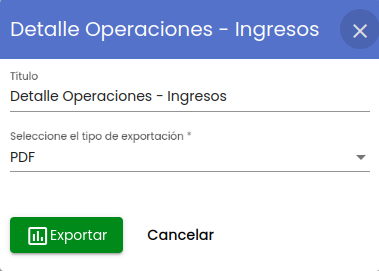 Detalle Operaciones - Ingresos
Titulo
Detalle Operaciones - Ingresos
Seleccione el tipo de exportación *
PDF
Exportar
Cancelar